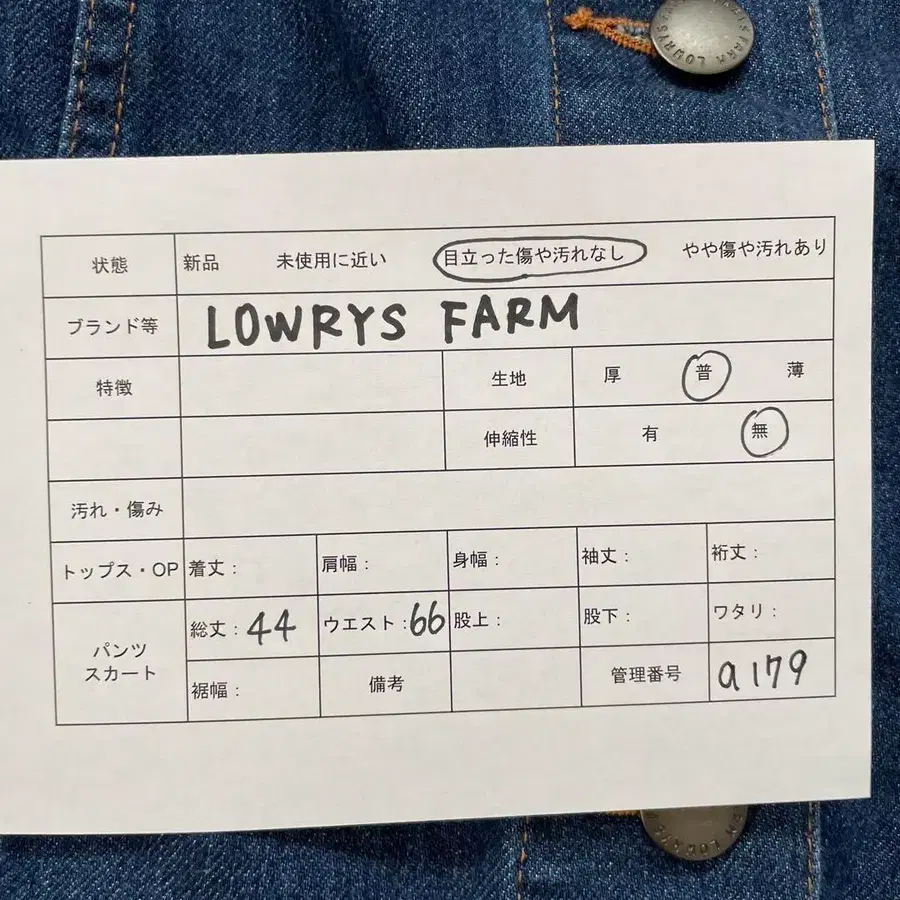 LOWRYS FARM
状態 新品 未使用に近い 目立った傷や汚れなし やや傷や汚れあり
ブランド等 LOWRYS FARM
特徴 生地 厚 普 薄
伸縮性 有 無
汚れ・傷み
トップス・OP 着丈: 肩幅: 身幅: 袖丈: 裄丈:
パンツ
スカート
総丈:44 ウエスト:66 股上: 股下: ワタリ:
裾幅: 備考 管理番号 a179